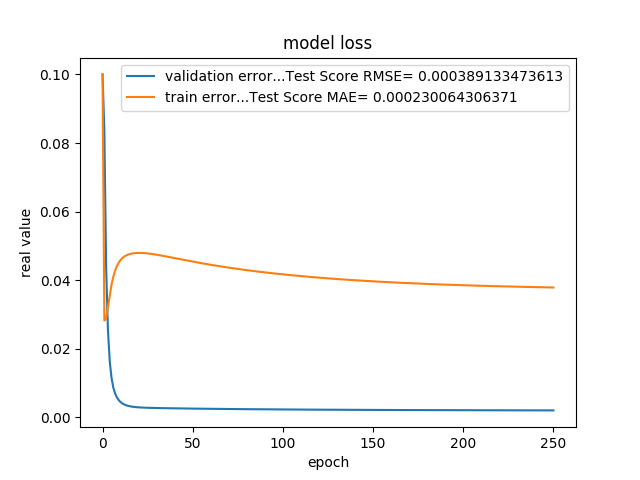 model loss
validation error...Test Score RMSE= 0.000389133473613
train error...Test Score MAE= 0.000230064306371
real value
0.10
0.08
0.06
0.04
0.02
0.00
0 50 100 150 200 250
epoch